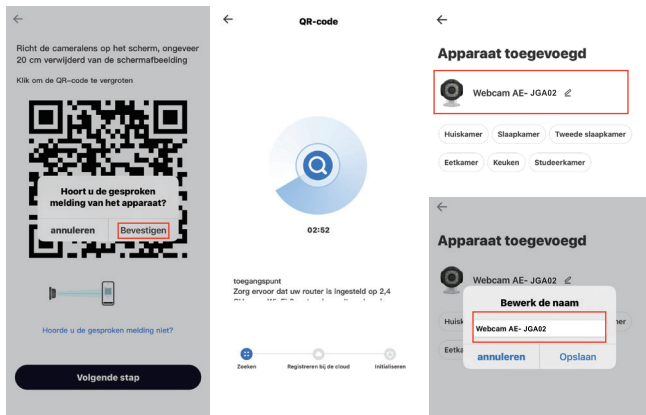 Richt de cameralens op het scherm, ongeveer
20 cm verwijderd van de schermafbeelding
Klik om de QR-code te vergroten
Hoort u de gesproken
melding van het apparaat?
annuleren
Bevestigen
Hoorde u de gesproken melding niet?
Volgende stap
QR-code
02:52
toegangspunt
Zorg ervoor dat uw router is ingesteld op 2,4
Zoeken
Registreren bij de cloud
Initialiseren
Apparaat toegevoegd
Webcam AE- JGA02
Huiskamer
Slaapkamer
Tweede slaapkamer
Eetkamer
Keuken
Studeerkamer
Apparaat toegevoegd
Webcam AE- JGA02
Huisk
er
Eetka
Bewerk de naam
Webcam AE- JGA02
annuleren
Opslaan